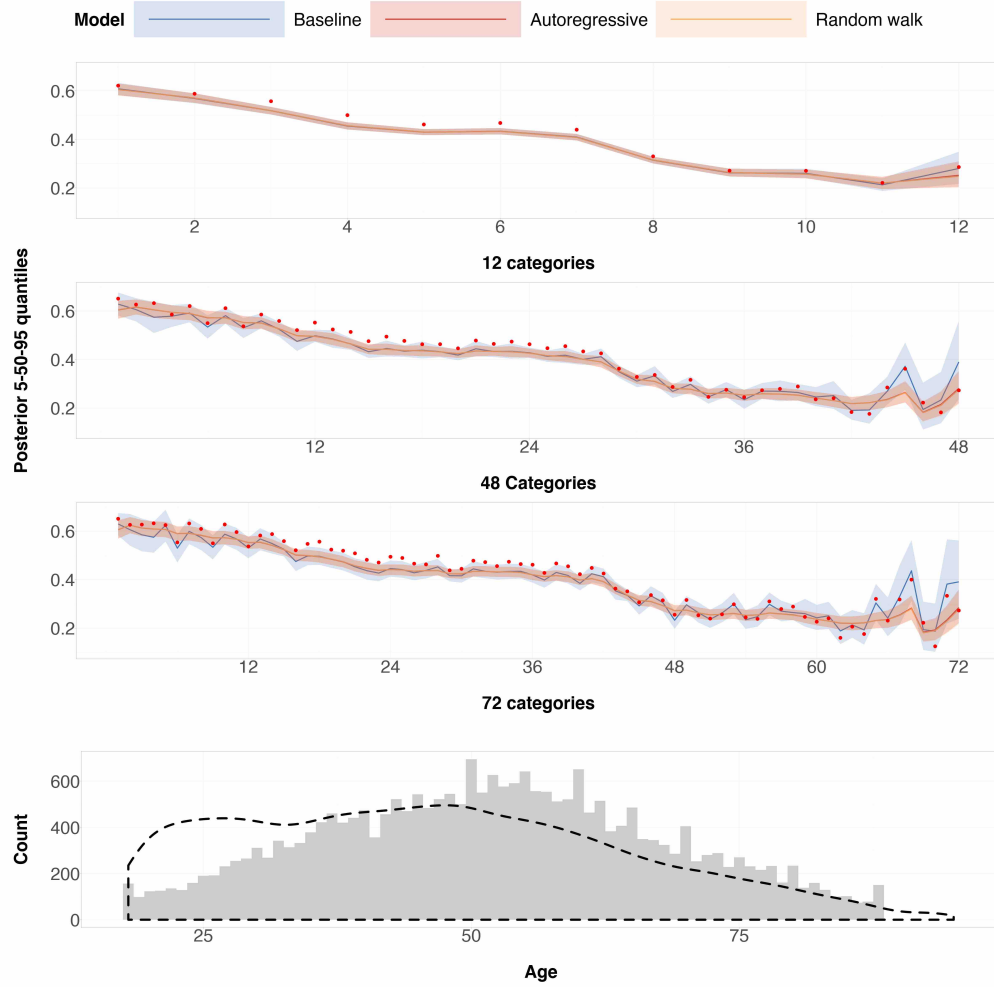 Model Baseline Autoregressive Random walk
0.6
0.4
0.2
2 4 6 8 10 12
12 categories
Posterior 5-50-95 quantiles
0.6
0.4
0.2
12 24 36 48
48 Categories
0.6
0.4
0.2
12 24 36 48 60 72
72 categories
Count
600
400
200
0
25 50 75
Age